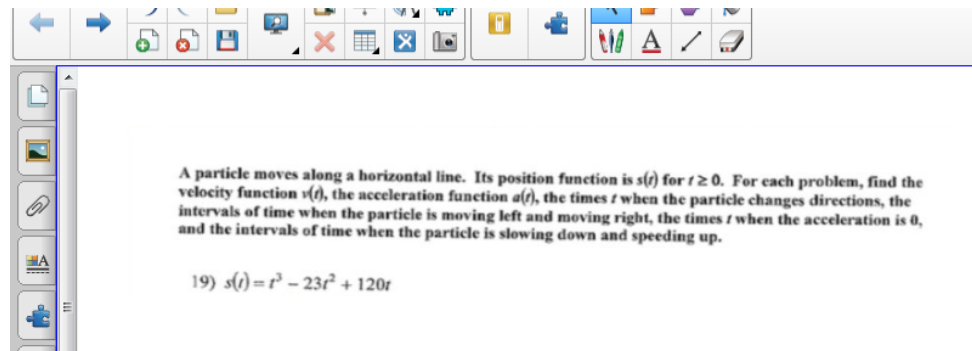 A particle moves along a horizontal line. Its position function is s(t) for t ≥ 0. For each problem, find the
velocity function v(t), the acceleration function a(t), the times t when the particle changes directions, the
intervals of time when the particle is moving left and moving right, the times t when the acceleration is 0,
and the intervals of time when the particle is slowing down and speeding up.
19) s(t) = t³ – 23t² + 120t